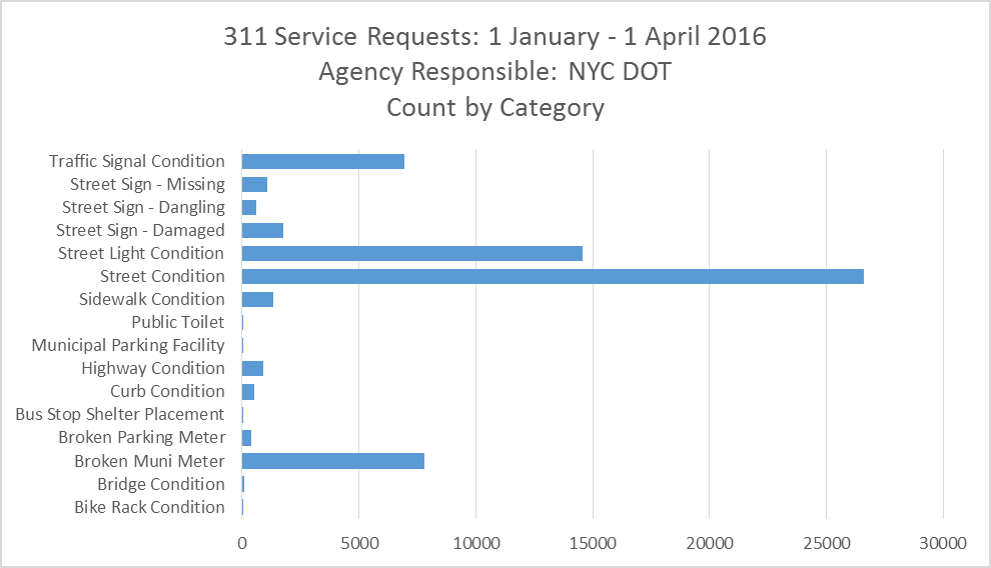 311 Service Requests: 1 January - 1 April 2016
Agency Responsible: NYC DOT
Count by Category
Traffic Signal Condition
Street Sign - Missing
Street Sign - Dangling
Street Sign - Damaged
Street Light Condition
Street Condition
Sidewalk Condition
Public Toilet
Municipal Parking Facility
Highway Condition
Curb Condition
Bus Stop Shelter Placement
Broken Parking Meter
Broken Muni Meter
Bridge Condition
Bike Rack Condition
0 5000 10000 15000 20000 25000 30000